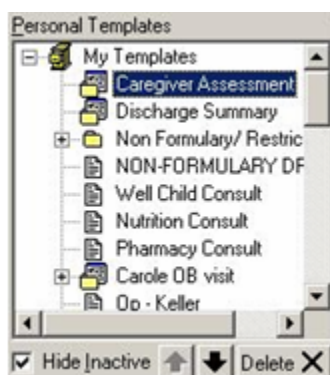 Personal Templates
My Templates
Caregiver Assessment
Discharge Summary
Non Formulary/ Restric
NON-FORMULARY DF
Well Child Consult
Nutrition Consult
Pharmacy Consult
Carole OB visit
Op - Keller
Hide Inactive Delete